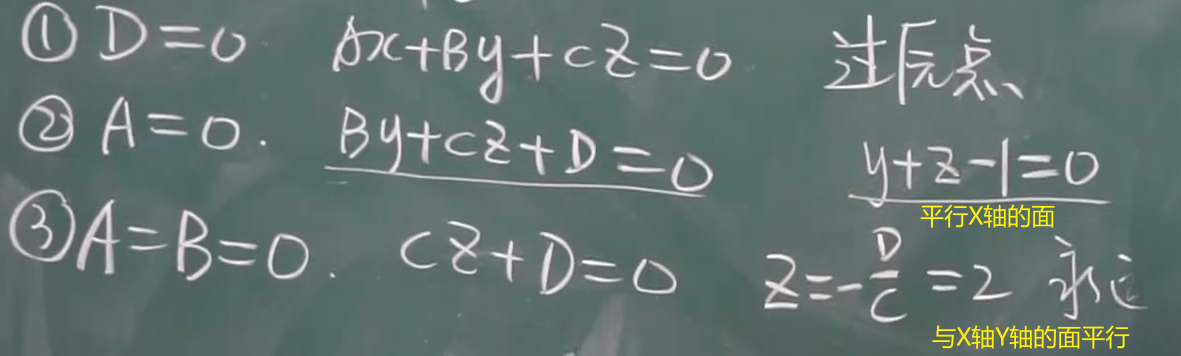 ① D=0 Ax+By+CZ=0 过原点
② A=0. By+CZ+D=0 y+z-1=0
平行X轴的面
③ A=B=0. CZ+D=0 Z=-D/C=2 永远
与X轴Y轴的面平行